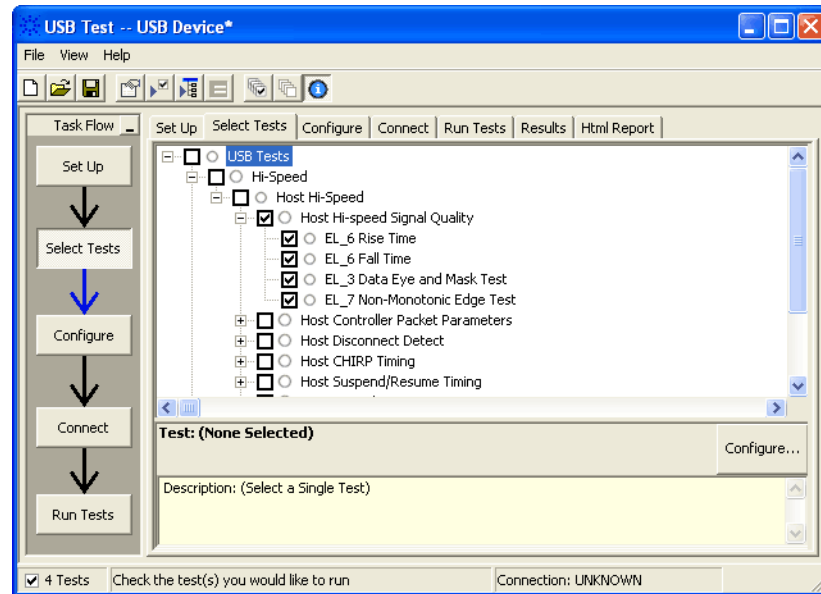 USB Test -- USB Device*
File View Help
Task Flow
Set Up Select Tests Configure Connect Run Tests Results Html Report
Set Up
Select Tests
Configure
Connect
Run Tests
USB Tests
Hi-Speed
Host Hi-Speed
Host Hi-speed Signal Quality
EL_6 Rise Time
EL_6 Fall Time
EL_3 Data Eye and Mask Test
EL_7 Non-Monotonic Edge Test
Host Controller Packet Parameters
Host Disconnect Detect
Host CHIRP Timing
Host Suspend/Resume Timing
Test: (None Selected)
Configure...
Description: (Select a Single Test)
4 Tests Check the test(s) you would like to run Connection: UNKNOWN